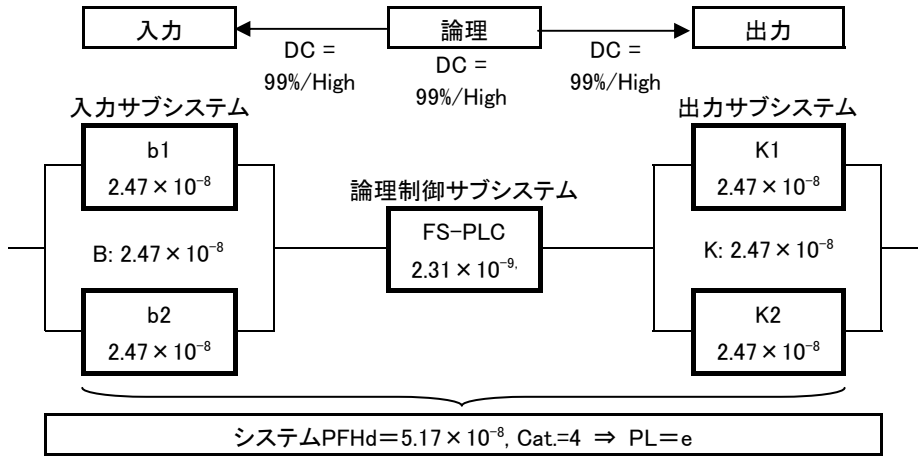 入力
論理
出力
DC =
99%/High
DC =
99%/High
DC =
99%/High
入力サブシステム
b1
2.47×10⁻⁸
B: 2.47×10⁻⁸
b2
2.47×10⁻⁸
論理制御サブシステム
FS-PLC
2.31×10⁻⁹,
出力サブシステム
K1
2.47×10⁻⁸
K: 2.47×10⁻⁸
K2
2.47×10⁻⁸
システムPFHd=5.17×10⁻⁸, Cat.=4 ⇒ PL=e